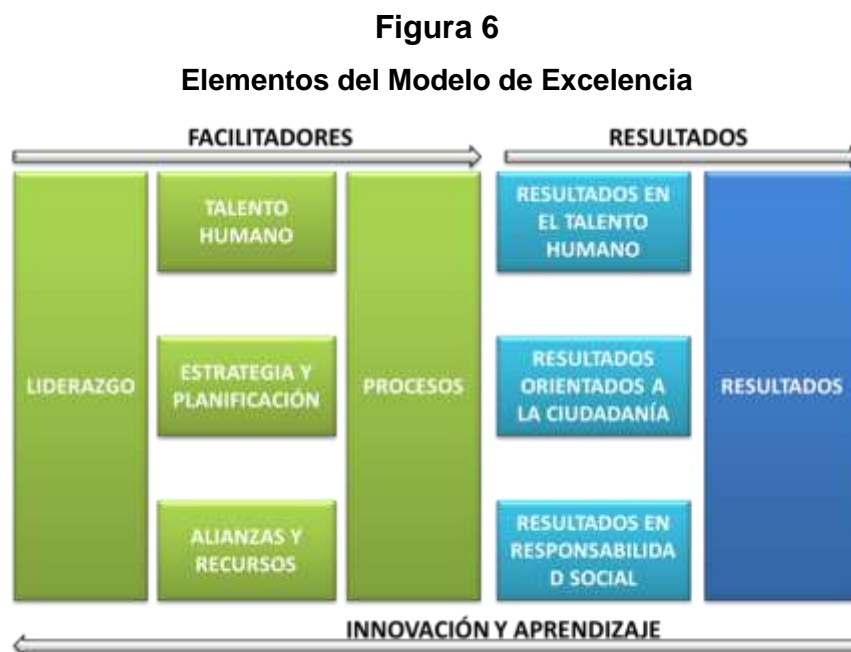 Figura 6
Elementos del Modelo de Excelencia
FACILITADORES
RESULTADOS
LIDERAZGO
TALENTO
HUMANO
ESTRATEGIA Y
PLANIFICACIÓN
ALIANZAS Y
RECURSOS
PROCESOS
RESULTADOS EN
EL TALENTO
HUMANO
RESULTADOS
ORIENTADOS A
LA CIUDADANÍA
RESULTADOS EN
RESPONSABILIDA
D SOCIAL
RESULTADOS
INNOVACIÓN Y APRENDIZAJE